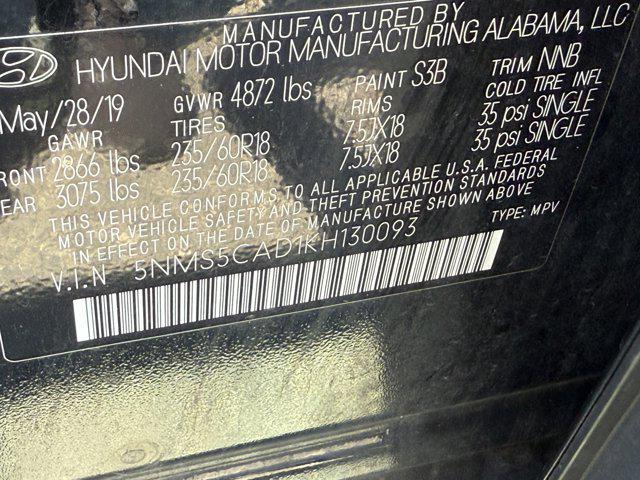 MANUFACTURED BY
HYUNDAI MOTOR MANUFACTURING ALABAMA, LLC
May/28/19 GVWR 4872 lbs PAINT S3B TRIM NNB
GAWR TIRES RIMS COLD TIRE INFL
FRONT 2866 lbs 235/60R18 7.5JX18 35 psi SINGLE
REAR 3075 lbs 235/60R18 7.5JX18 35 psi SINGLE
THIS VEHICLE CONFORMS TO ALL APPLICABLE U.S.A. FEDERAL
MOTOR VEHICLE SAFETY AND THEFT PREVENTION STANDARDS
IN EFFECT ON THE DATE OF MANUFACTURE SHOWN ABOVE
V.I.N 5NMS5CAD1KH130093 TYPE: MPV